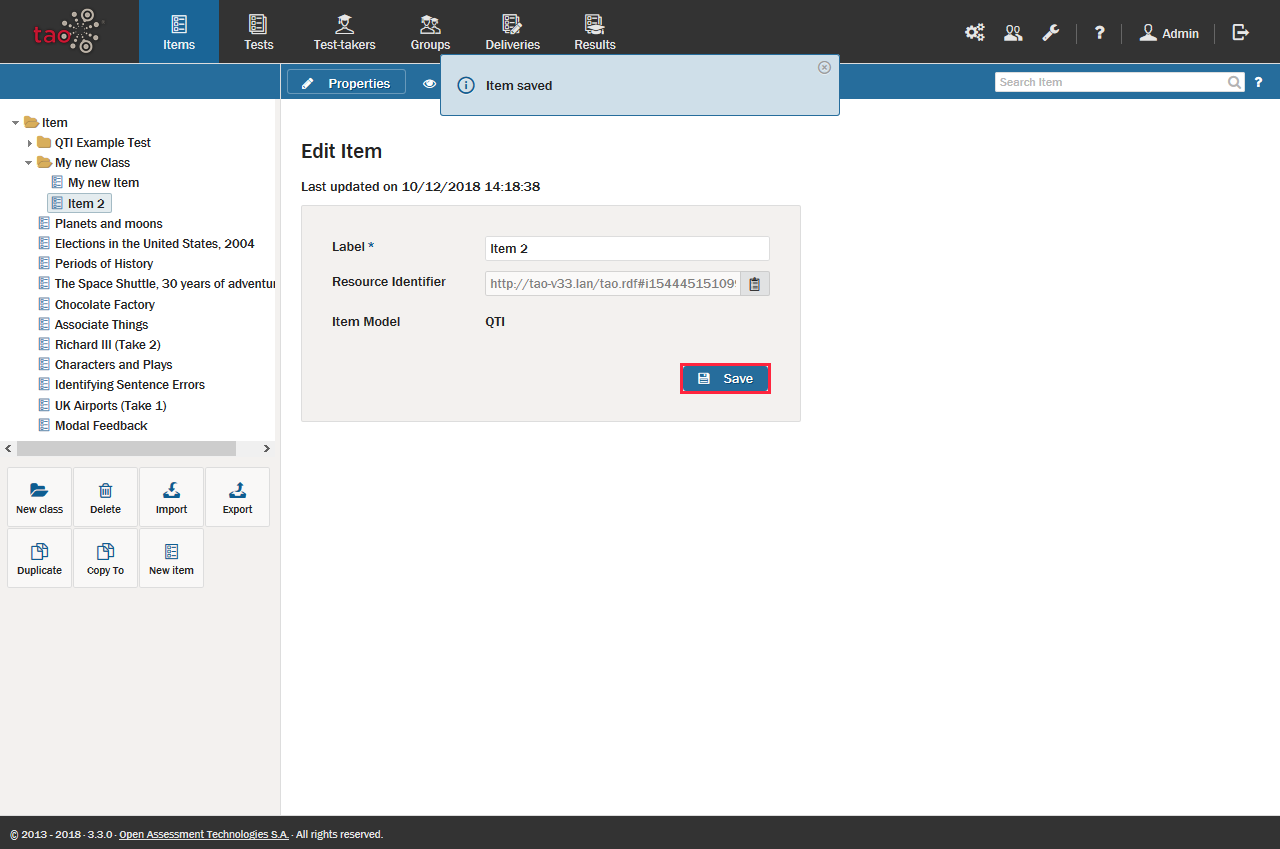 tao
Items
Tests
Test-takers
Groups
Deliveries
Results
?
Admin
Properties
Item saved
Search Item
?
Item
QTI Example Test
My new Class
My new Item
Item 2
Planets and moons
Elections in the United States, 2004
Periods of History
The Space Shuttle, 30 years of adventur
Chocolate Factory
Associate Things
Richard III (Take 2)
Characters and Plays
Identifying Sentence Errors
UK Airports (Take 1)
Modal Feedback
New class
Delete
Import
Export
Duplicate
Copy To
New item
Edit Item
Last updated on 10/12/2018 14:18:38
Label *
Item 2
Resource Identifier
http://tao-v33.lan/tao.rdf#i154445151099
Item Model
QTI
Save
© 2013 - 2018 · 3.3.0 · Open Assessment Technologies S.A. · All rights reserved.